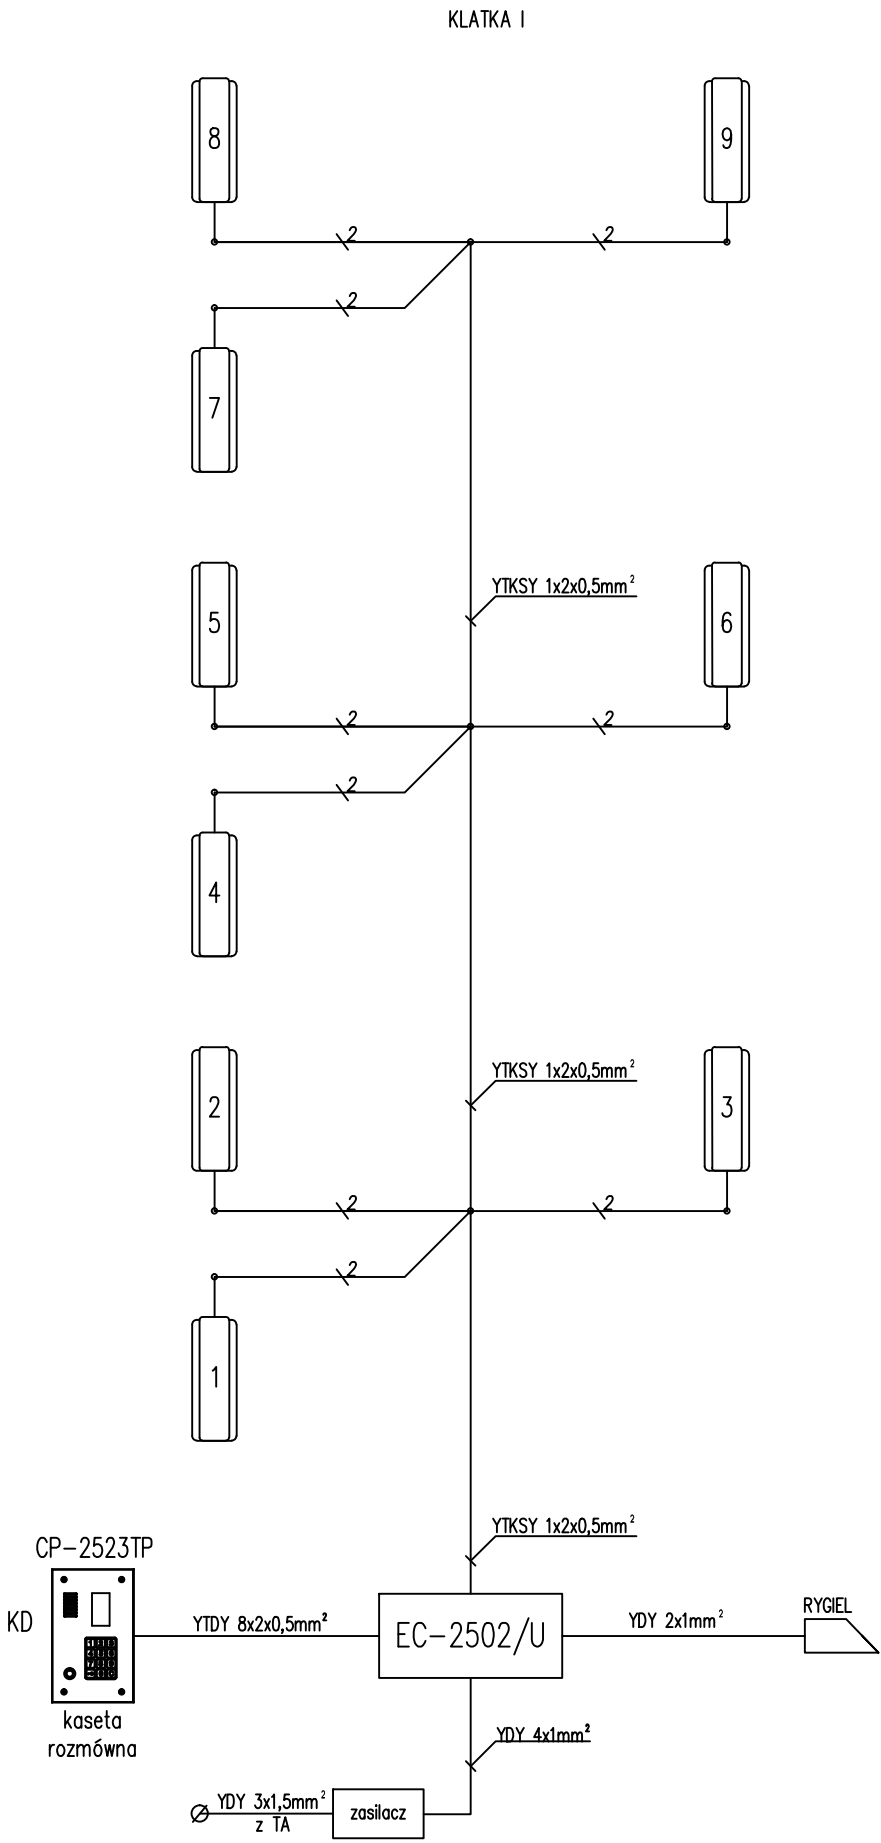 KLATKA I
8
9
2
2
2
7
YTKSY 1x2x0,5mm²
5
6
2
2
2
4
YTKSY 1x2x0,5mm²
2
3
2
2
2
1
YTKSY 1x2x0,5mm²
CP-2523TP
KD
YTDY 8x2x0,5mm²
EC-2502/U
YDY 2x1mm²
RYGIEL
kaseta
rozmówna
YDY 4x1mm²
YDY 3x1,5mm²
z TA
zasilacz